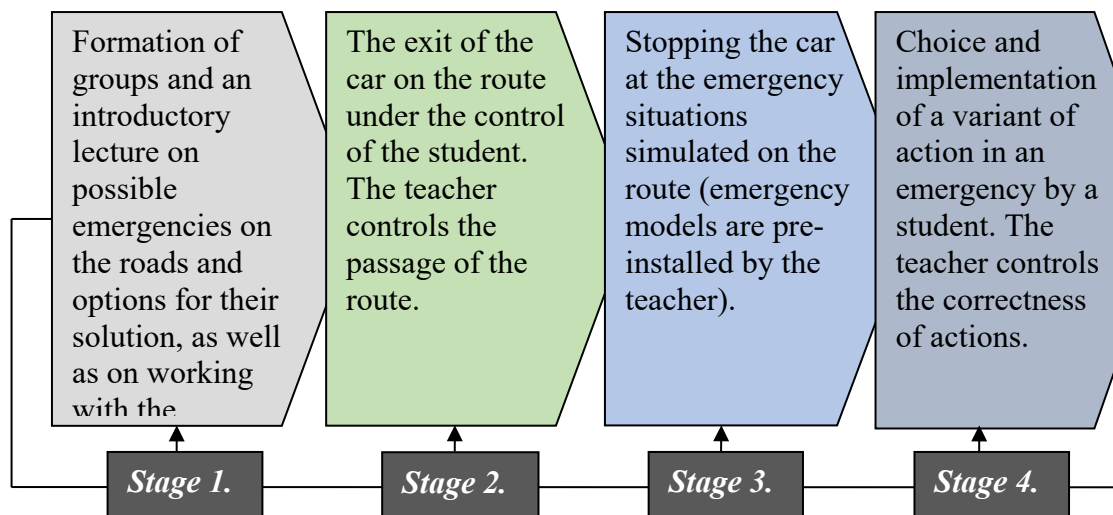 Formation of
groups and an
introductory
lecture on
possible
emergencies on
the roads and
options for their
solution, as well
as on working
with the
The exit of the
car on the route
under the control
of the student.
The teacher
controls the
passage of the
route.
Stopping the car
at the emergency
situations
simulated on the
route (emergency
models are pre-
installed by the
teacher).
Choice and
implementation
of a variant of
action in an
emergency by a
student. The
teacher controls
the correctness
of actions.
Stage 1.
Stage 2.
Stage 3.
Stage 4.